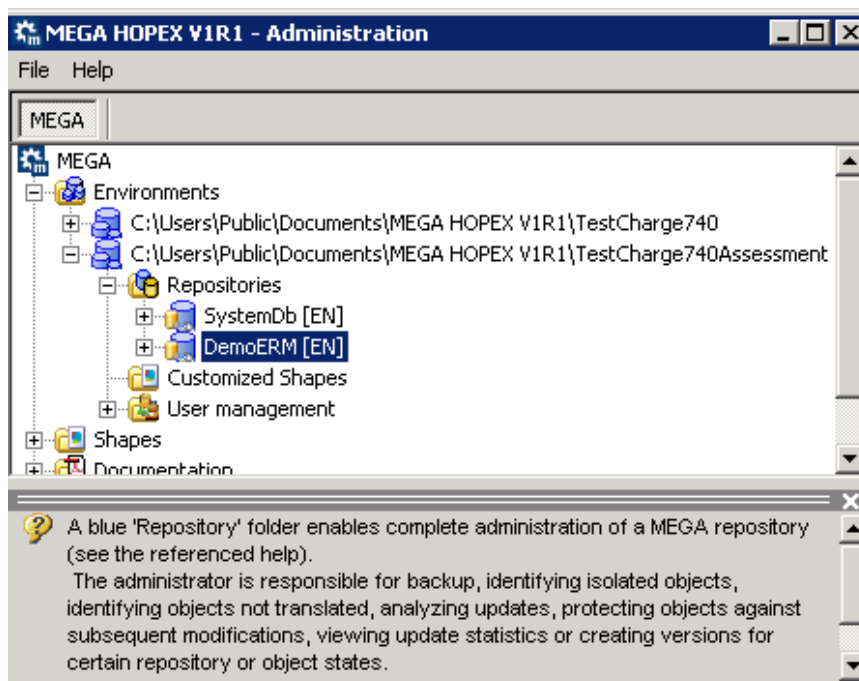 MEGA HOPEX V1R1 - Administration
File Help
MEGA
MEGA
Environments
C:\Users\Public\Documents\MEGA HOPEX V1R1\TestCharge740
C:\Users\Public\Documents\MEGA HOPEX V1R1\TestCharge740Assessment
Repositories
SystemDb [EN]
DemoERM [EN]
Customized Shapes
User management
Shapes
Documentation
A blue 'Repository' folder enables complete administration of a MEGA repository
(see the referenced help).
The administrator is responsible for backup, identifying isolated objects,
identifying objects not translated, analyzing updates, protecting objects against
subsequent modifications, viewing update statistics or creating versions for
certain repository or object states.